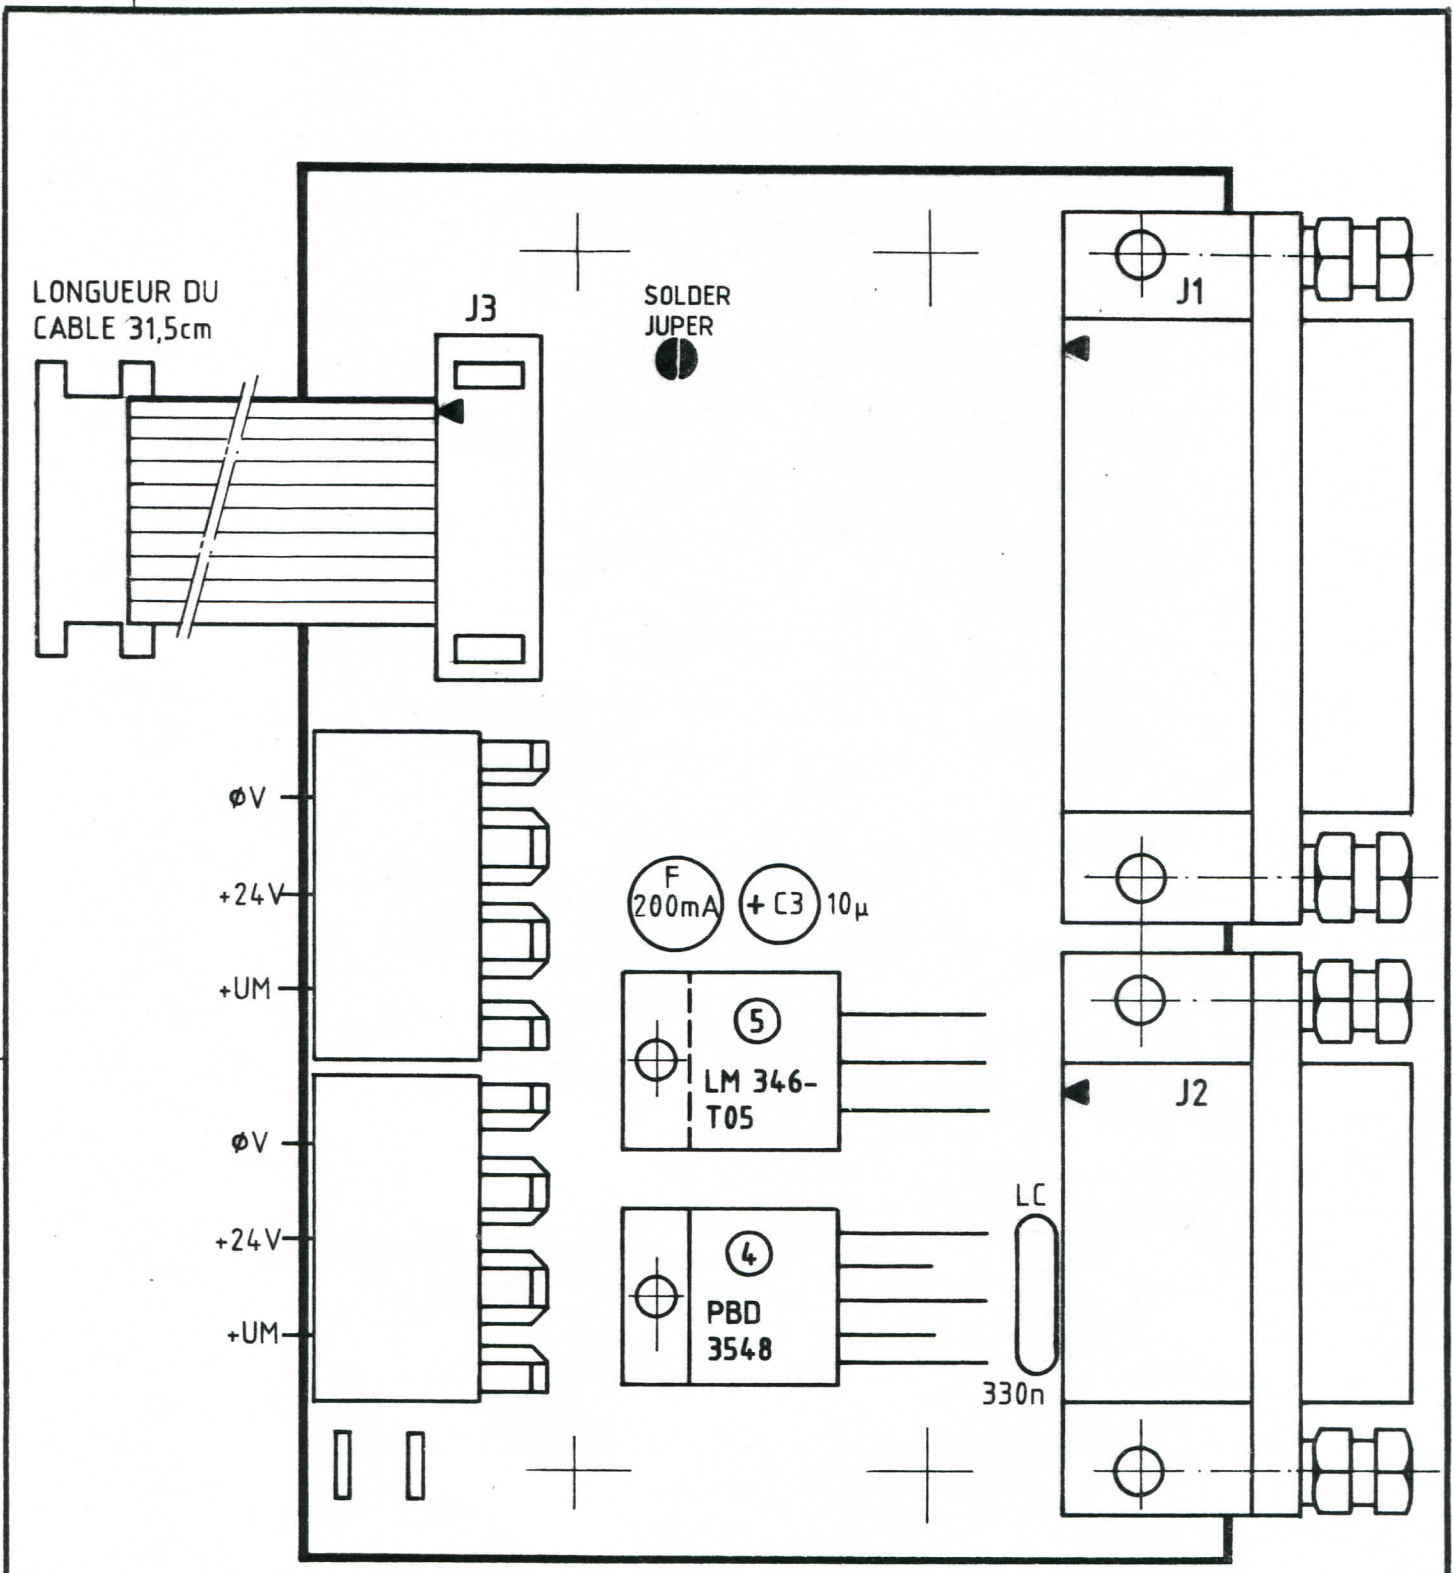 LONGUEUR DU
CABLE 31,5cm
J3
SOLDER
JUPER
J1
ØV
+24V
+UM
F
200mA
+ C3 10µ
5
LM 346-
T05
J2
ØV
+24V
+UM
4
PBD
3548
LC
330n